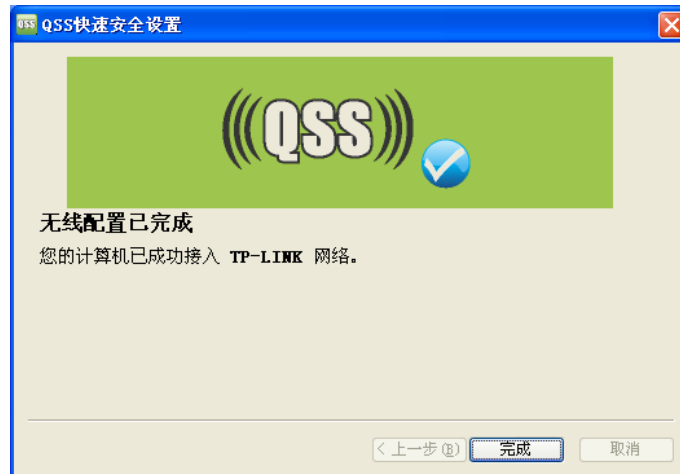 QSS QSS快速安全设置
(((QSS)))
无线配置已完成
您的计算机已成功接入 TP-LINK 网络。
< 上一步(B) 完成 取消